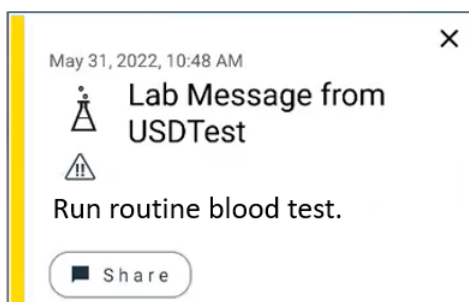 May 31, 2022, 10:48 AM
Lab Message from
USDTest
Run routine blood test.
Share